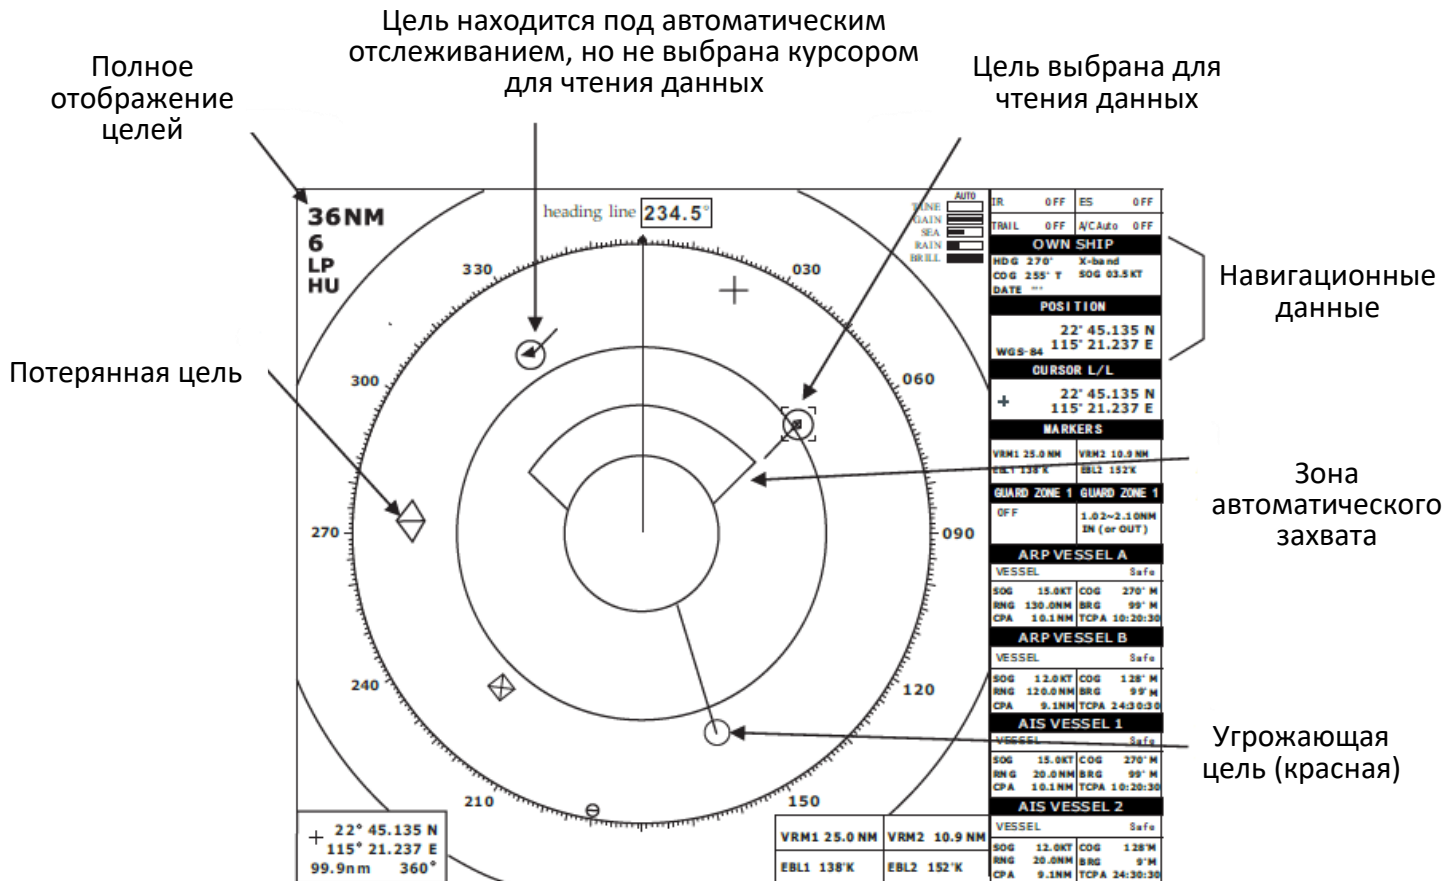 Цель находится под автоматическим
отслеживанием, но не выбрана курсором
для чтения данных
Полное
отображение
целей
Цель выбрана для
чтения данных
36NM
6
LP
HU
heading line 234.5°
AUTO
TUNE
GAIN
SEA
RAIN
BRILL
IR OFF ES OFF
TRAIL OFF A/C Auto OFF
OWN SHIP
HDG 270° X-band
COG 255° T SOG 03.5KT
DATE
POSITION
22° 45.135 N
115° 21.237 E
WGS-84
CURSOR L/L
+ 22° 45.135 N
115° 21.237 E
MARKERS
VRM1 25.0 NM VRM2 10.9 NM
EBL1 138°K EBL2 152°K
GUARD ZONE 1 GUARD ZONE 1
OFF 1.02~2.10NM
IN (or OUT)
ARP VESSEL A
VESSEL Safe
SOG 15.0KT COG 270° M
RNG 130.0NM BRG 99° M
CPA 10.1NM TCPA 10:20:30
ARP VESSEL B
VESSEL Safe
SOG 12.0KT COG 128° M
RNG 120.0NM BRG 99° M
CPA 9.1NM TCPA 24:30:30
AIS VESSEL 1
VESSEL Safe
SOG 15.0KT COG 270° M
RNG 20.0NM BRG 99° M
CPA 10.1NM TCPA 10:20:30
AIS VESSEL 2
VESSEL Safe
SOG 12.0KT COG 128°M
RNG 20.0NM BRG 9°M
CPA 9.1NM TCPA 24:30:30
Навигационные
данные
Потерянная цель
Зона
автоматического
захвата
Угрожающая
цель (красная)
330
030
300
060
270
090
240
120
210
150
+ 22° 45.135 N
115° 21.237 E
99.9nm 360°
VRM1 25.0 NM VRM2 10.9 NM
EBL1 138°K EBL2 152°K